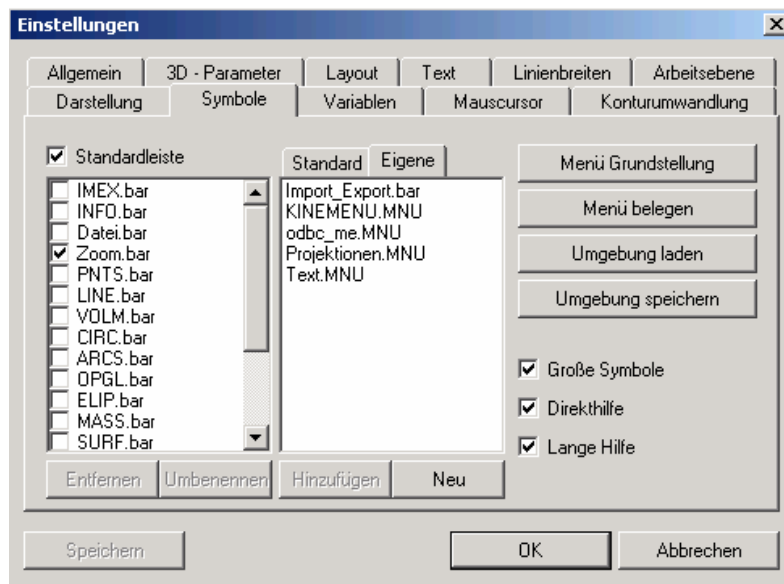 Einstellungen
Allgemein 3D - Parameter Layout Text Linienbreiten Arbeitsebene
Darstellung Symbole Variablen Mauscursor Konturumwandlung
Standardleiste
IMEX.bar
INFO.bar
Datei.bar
Zoom.bar
PNTS.bar
LINE.bar
VOLM.bar
CIRC.bar
ARCS.bar
OPGL.bar
ELIP.bar
MASS.bar
SURF.bar
Entfernen Umbenennen
Standard Eigene
Import_Export.bar
KINEMENU.MNU
odbc_me.MNU
Projektionen.MNU
Text.MNU
Hinzufügen Neu
Menü Grundstellung
Menü belegen
Umgebung laden
Umgebung speichern
Große Symbole
Direkthilfe
Lange Hilfe
Speichern OK Abbrechen